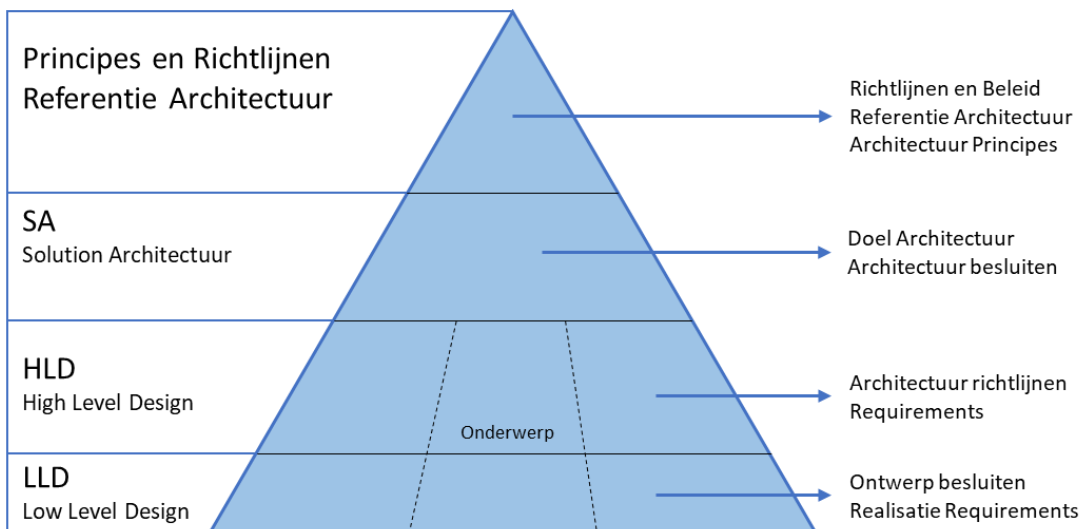 Principes en Richtlijnen
Referentie Architectuur
Richtlijnen en Beleid
Referentie Architectuur
Architectuur Principes
SA
Solution Architectuur
Doel Architectuur
Architectuur besluiten
HLD
High Level Design
Architectuur richtlijnen
Requirements
Onderwerp
LLD
Low Level Design
Ontwerp besluiten
Realisatie Requirements